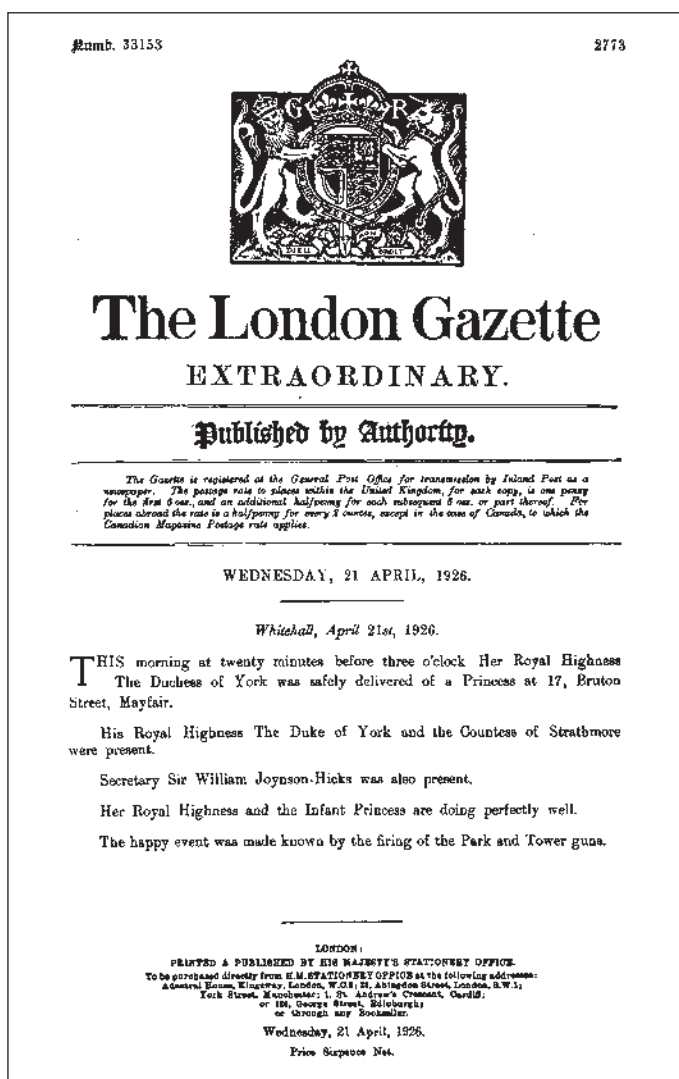 Numb. 33153 2773
G R
DIEU ET MON DROIT
The London Gazette
EXTRAORDINARY.
Published by Authority.
The Gazette is registered at the General Post Office for transmission by Inland Post as a
newspaper. The postage rate to places within the United Kingdom, for each copy, is one penny
for the first 6 ozs., and an additional halfpenny for each subsequent 6 ozs. or part thereof. For
places abroad the rate is a halfpenny for every 2 ounces, except in the case of Canada, to which the
Canadian Magazine Postage rate applies.
WEDNESDAY, 21 APRIL, 1926.
Whitehall, April 21st, 1926.
THIS morning at twenty minutes before three o'clock Her Royal Highness
The Duchess of York was safely delivered of a Princess at 17, Bruton
Street, Mayfair.
His Royal Highness The Duke of York and the Countess of Strathmore
were present.
Secretary Sir William Joynson-Hicks was also present.
Her Royal Highness and the Infant Princess are doing perfectly well.
The happy event was made known by the firing of the Park and Tower guns.
LONDON:
PRINTED & PUBLISHED BY HIS MAJESTY'S STATIONERY OFFICE.
To be purchased directly from H.M. STATIONERY OFFICE at the following addresses:
Adastral House, Kingsway, London, W.C.2; 28, Abingdon Street, London, S.W.1;
York Street, Manchester; 1, St. Andrew's Crescent, Cardiff;
or 120, George Street, Edinburgh;
or through any Bookseller.
Wednesday, 21 April, 1926.
Price Sixpence Net.